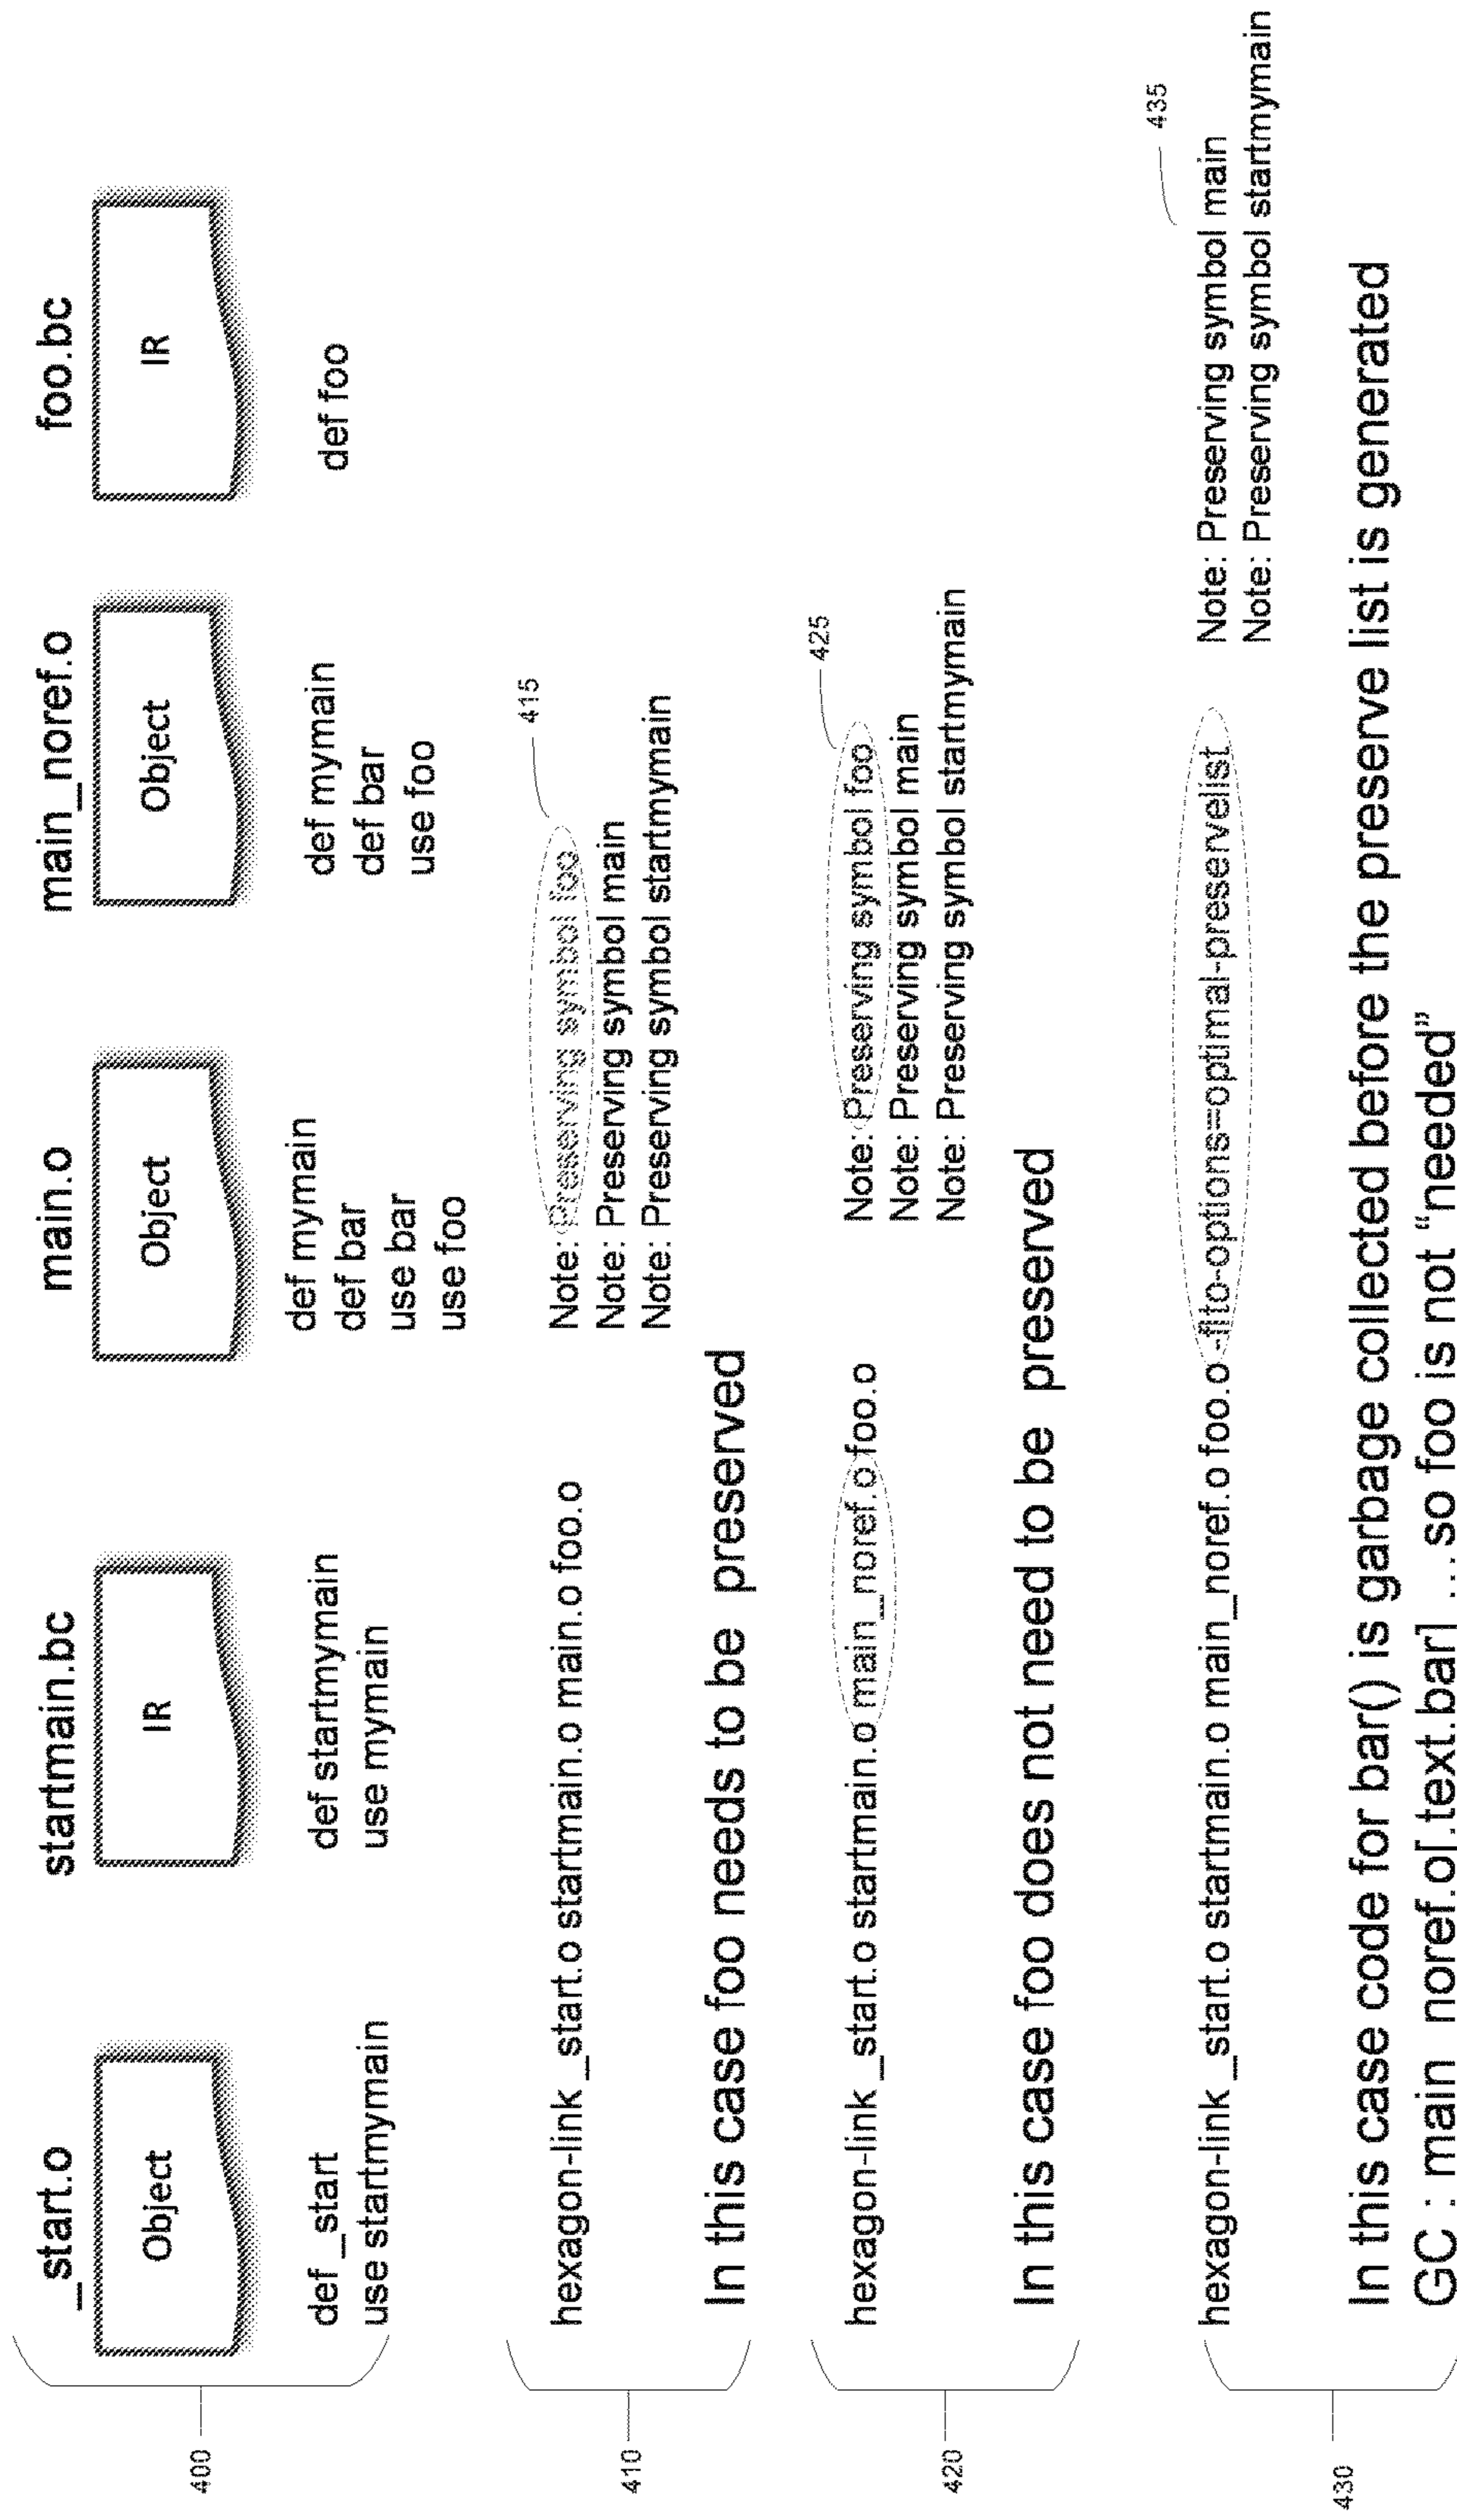 400
_start.o
Object
def _start
use startmymain
startmain.bc
IR
def startmymain
use mymain
main.o
Object
def mymain
def bar
use bar
use foo
main_noref.o
Object
def mymain
def bar
use foo
foo.bc
IR
def foo
410
hexagon-link _start.o startmain.o main.o foo.o
415
Note: Preserving symbol foo
Note: Preserving symbol main
Note: Preserving symbol startmymain
In this case foo needs to be preserved
420
hexagon-link _start.o startmain.o main_noref.o foo.o
425
Note: Preserving symbol foo
Note: Preserving symbol main
Note: Preserving symbol startmymain
In this case foo does not need to be preserved
430
hexagon-link _start.o startmain.o main_noref.o foo.o -flto-options=optimal-preservelist
435
Note: Preserving symbol main
Note: Preserving symbol startmymain
In this case code for bar() is garbage collected before the preserve list is generated
GC : main_noref.o[.text.bar] ...so foo is not “needed”